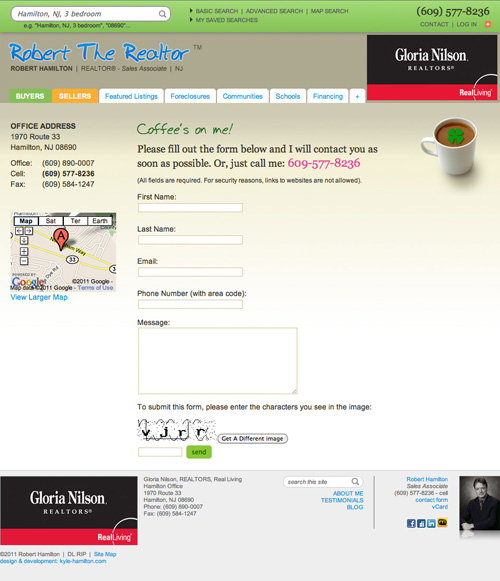 Hamilton, NJ, 3 bedroom
e.g. "Hamilton, NJ, 3 bedroom", "08690"...
BASIC SEARCH | ADVANCED SEARCH | MAP SEARCH
MY SAVED SEARCHES
(609) 577-8236
CONTACT | LOG IN
Robert The Realtor ™
ROBERT HAMILTON | REALTOR® - Sales Associate | NJ
Gloria Nilson
REALTORS®
RealLiving®
BUYERS
SELLERS
Featured Listings
Foreclosures
Communities
Schools
Financing
+
OFFICE ADDRESS
1970 Route 33
Hamilton, NJ 08690
Office: (609) 890-0007
Cell: (609) 577-8236
Fax: (609) 584-1247
Map Sat Ter Earth
A
33
33
POWERED BY
Google
©2011 Google -
Map data ©2011 Google - Terms of Use
View Larger Map
Coffee's on me!
Please fill out the form below and I will contact you as
soon as possible. Or, just call me: 609-577-8236
(All fields are required. For security reasons, links to websites are not allowed).
First Name:
Last Name:
Email:
Phone Number (with area code):
Message:
To submit this form, please enter the characters you see in the image:
v j r r
Get A Different image
send
Gloria Nilson
REALTORS®
RealLiving®
Gloria Nilson, REALTORS, Real Living
Hamilton Office
1970 Route 33
Hamilton, NJ 08690
Phone: (609) 890-0007
Fax: (609) 584-1247
search this site
ABOUT ME
TESTIMONIALS
BLOG
Robert Hamilton
Sales Associate
(609) 577-8236 - cell
contact form
vCard
©2011 Robert Hamilton | DL RIP | Site Map
design & development: kyle-hamilton.com